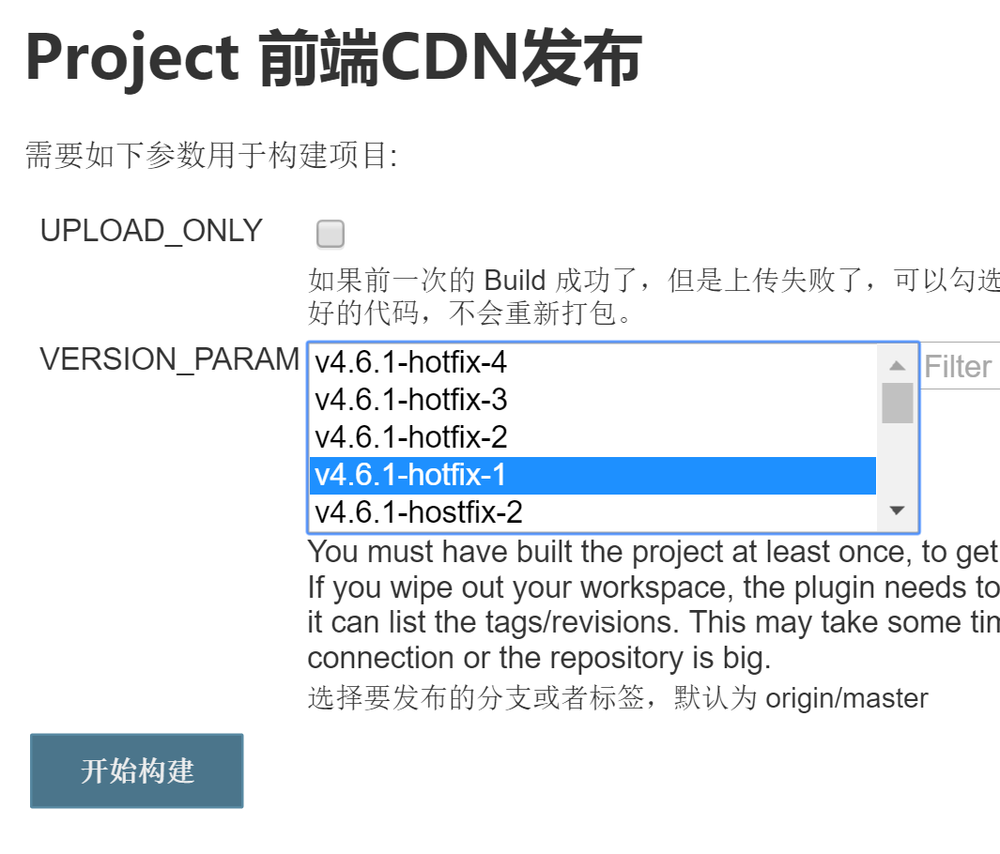 Project 前端CDN发布
需要如下参数用于构建项目:
UPLOAD_ONLY
如果前一次的 Build 成功了，但是上传失败了，可以勾选
好的代码，不会重新打包。
VERSION_PARAM
v4.6.1-hotfix-4
Filter
v4.6.1-hotfix-3
v4.6.1-hotfix-2
v4.6.1-hotfix-1
v4.6.1-hostfix-2
You must have built the project at least once, to get
If you wipe out your workspace, the plugin needs to
it can list the tags/revisions. This may take some tim
connection or the repository is big.
选择要发布的分支或者标签，默认为 origin/master
开始构建